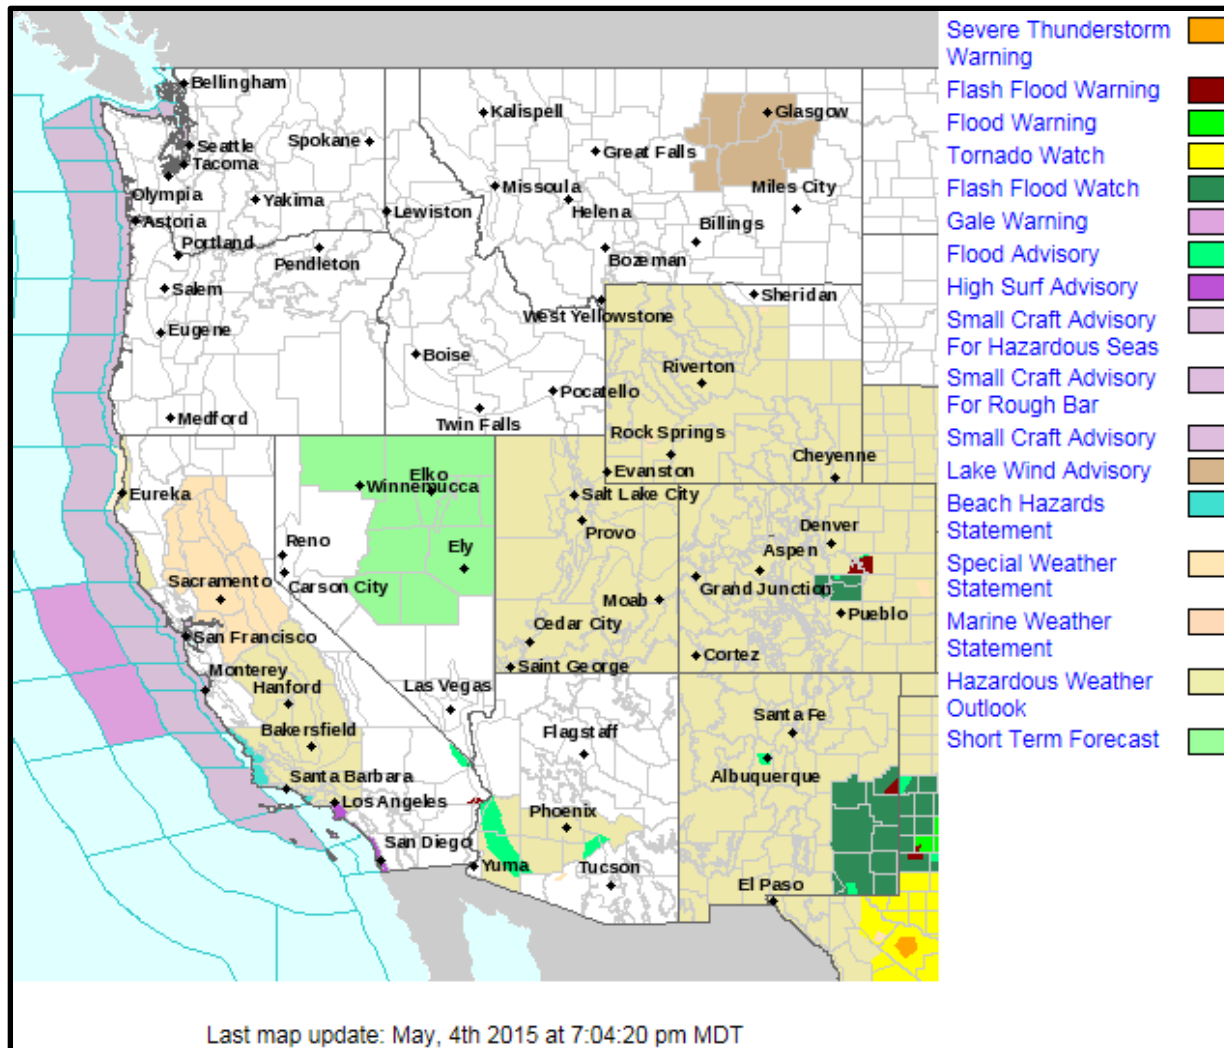 Bellingham
Kalispell
Glasgow
Seattle
Spokane
Great Falls
Tacoma
Olympia
Missoula
Miles City
Yakima
Lewiston
Helena
Astoria
Billings
Portland
Pendleton
Bozeman
Salem
Sheridan
West Yellowstone
Eugene
Boise
Riverton
Pocatello
Medford
Twin Falls
Rock Springs
Cheyenne
Elko
Evanston
Eureka
Winnemucca
Salt Lake City
Provo
Denver
Reno
Ely
Aspen
Sacramento
Carson City
Grand Junction
Moab
Pueblo
Cedar City
San Francisco
Cortez
Monterey
Saint George
Hanford
Las Vegas
Santa Fe
Bakersfield
Flagstaff
Albuquerque
Santa Barbara
Los Angeles
Phoenix
San Diego
Yuma
Tucson
El Paso
Severe Thunderstorm
Warning
Flash Flood Warning
Flood Warning
Tornado Watch
Flash Flood Watch
Gale Warning
Flood Advisory
High Surf Advisory
Small Craft Advisory
For Hazardous Seas
Small Craft Advisory
For Rough Bar
Small Craft Advisory
Lake Wind Advisory
Beach Hazards
Statement
Special Weather
Statement
Marine Weather
Statement
Hazardous Weather
Outlook
Short Term Forecast
Last map update: May, 4th 2015 at 7:04:20 pm MDT